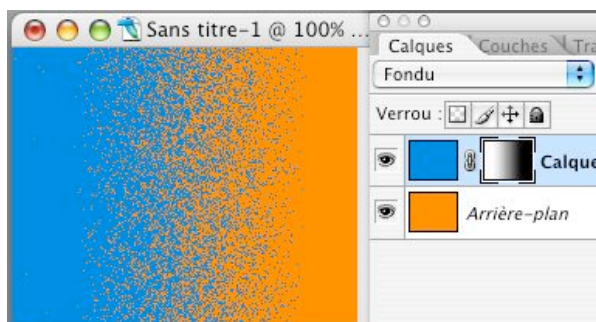 Sans titre-1 @ 100% ...
Calques Couches
Fondu
Verrou :
Calque
Arrière-plan